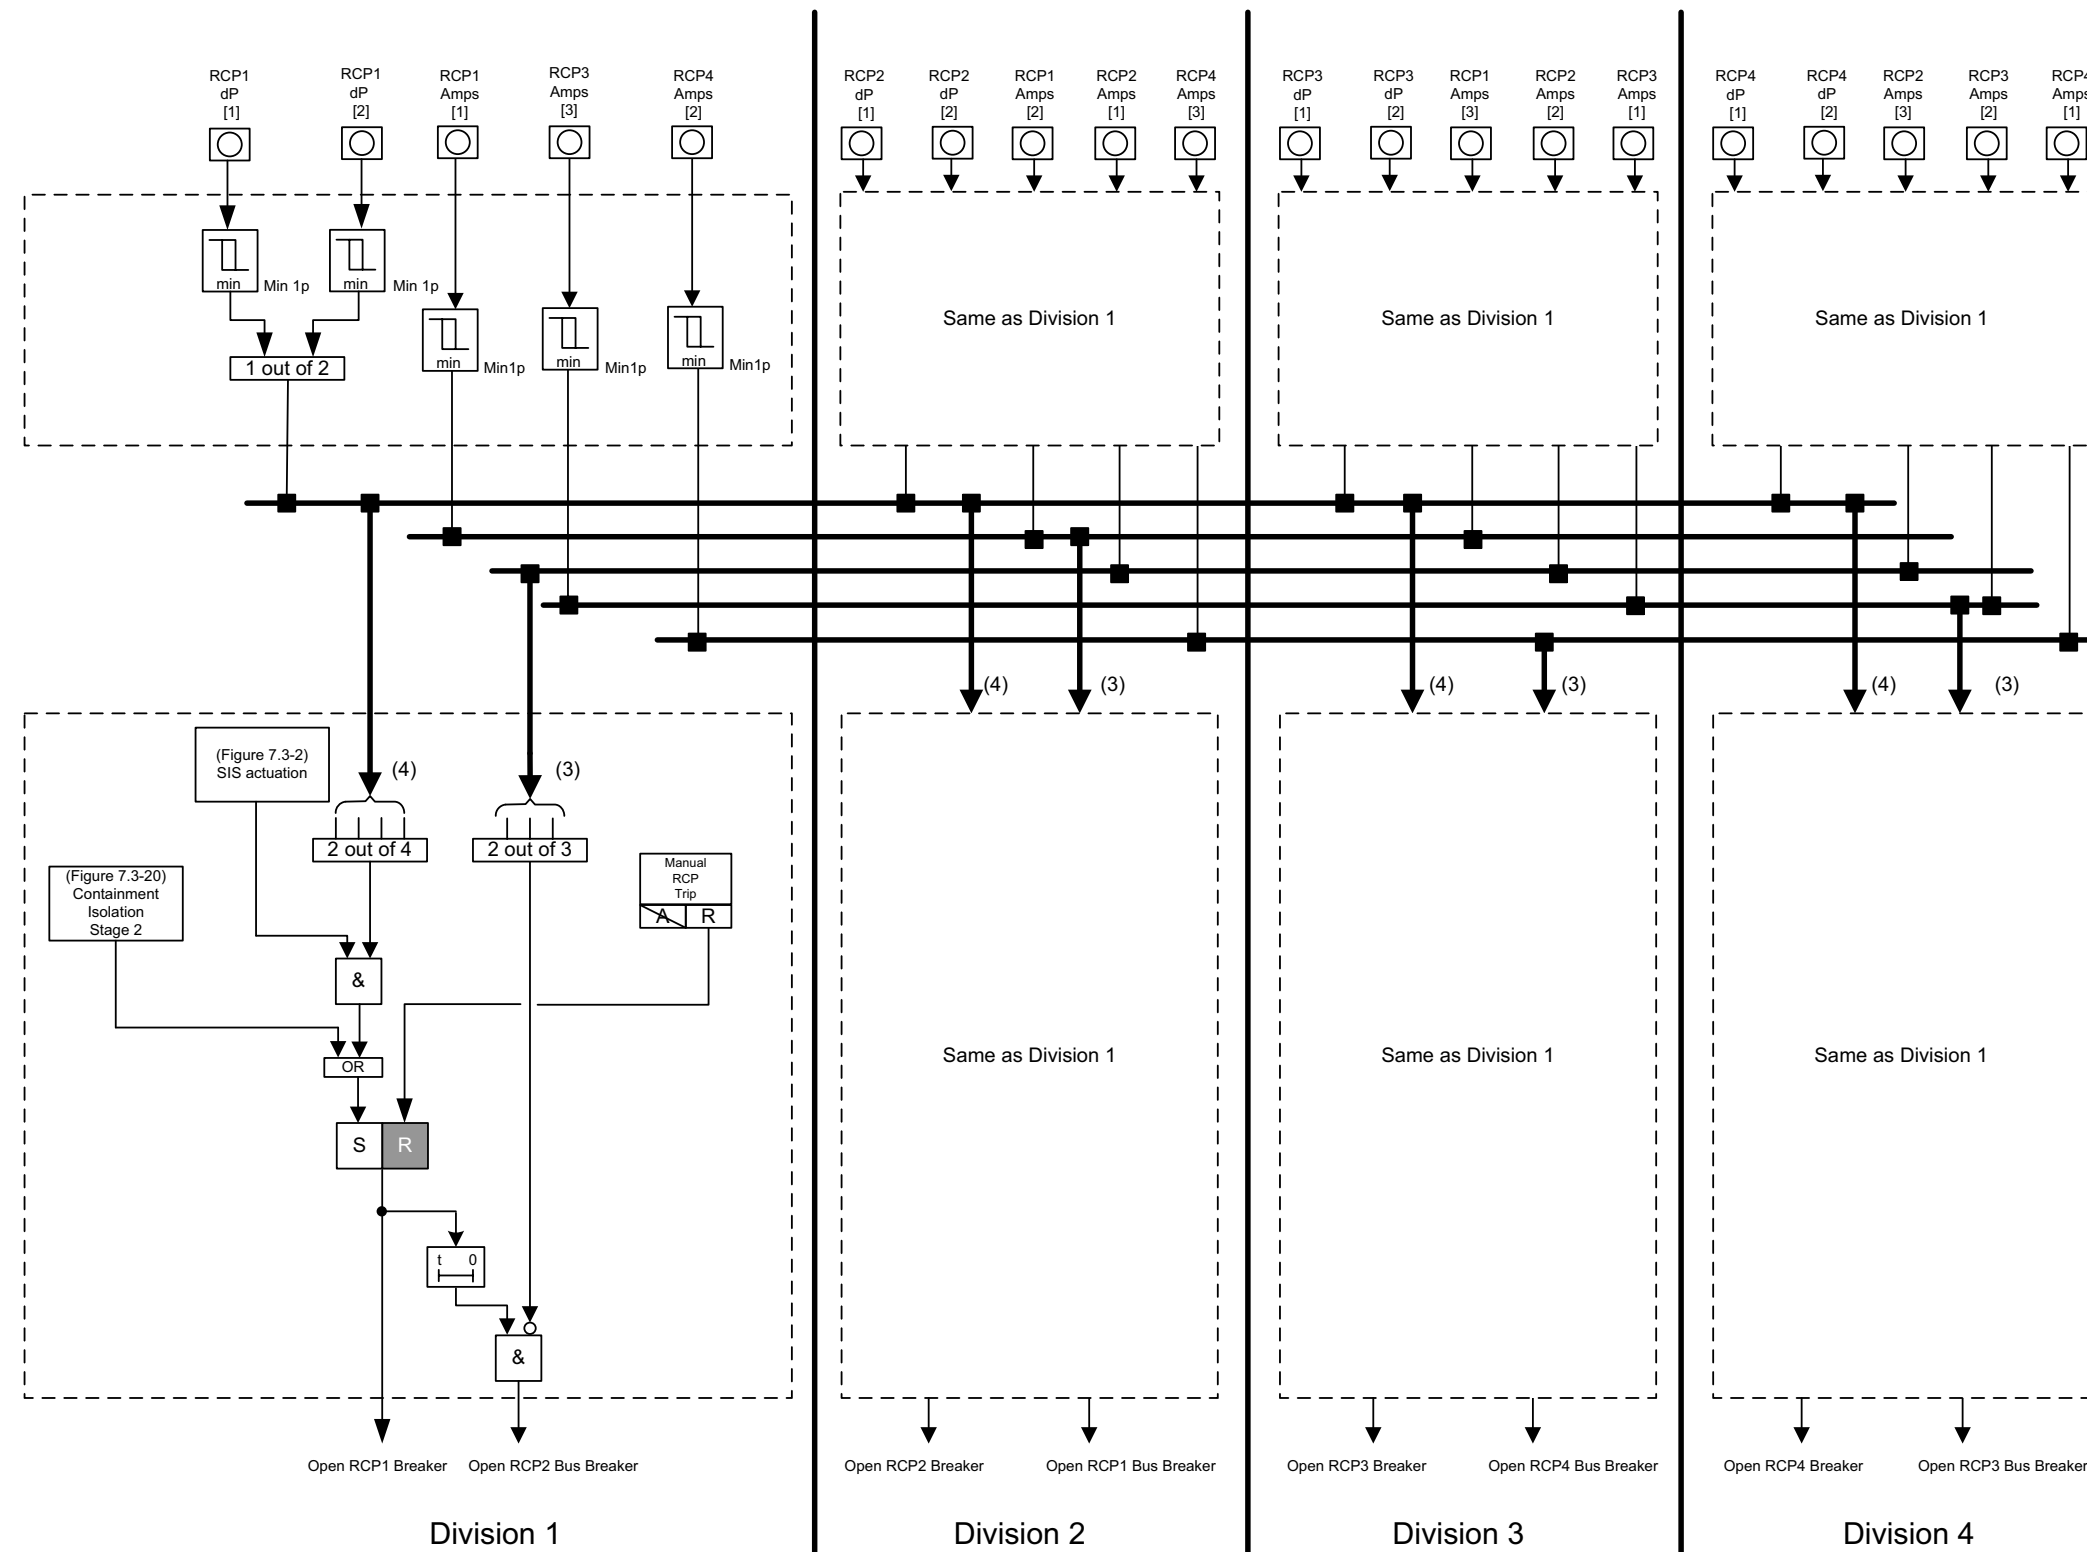 RCP1
dP
[1]
RCP1
dP
[2]
RCP1
Amps
[1]
RCP3
Amps
[3]
RCP4
Amps
[2]
RCP2
dP
[1]
RCP2
dP
[2]
RCP1
Amps
[2]
RCP2
Amps
[1]
RCP4
Amps
[3]
RCP3
dP
[1]
RCP3
dP
[2]
RCP1
Amps
[3]
RCP2
Amps
[2]
RCP3
Amps
[1]
RCP4
dP
[1]
RCP4
dP
[2]
RCP2
Amps
[3]
RCP3
Amps
[2]
RCP4
Amps
[1]
min
Min 1p
min
Min 1p
min
Min1p
min
Min1p
min
Min1p
1 out of 2
Same as Division 1
Same as Division 1
Same as Division 1
(4)
(3)
(4)
(3)
(4)
(3)
(Figure 7.3-2)
SIS actuation
(4)
(3)
2 out of 4
2 out of 3
(Figure 7.3-20)
Containment
Isolation
Stage 2
Manual
RCP
Trip
A R
&
OR
S R
t 0
&
Same as Division 1
Same as Division 1
Same as Division 1
Open RCP1 Breaker
Open RCP2 Bus Breaker
Open RCP2 Breaker
Open RCP1 Bus Breaker
Open RCP3 Breaker
Open RCP4 Bus Breaker
Open RCP4 Breaker
Open RCP3 Bus Breaker
Division 1
Division 2
Division 3
Division 4